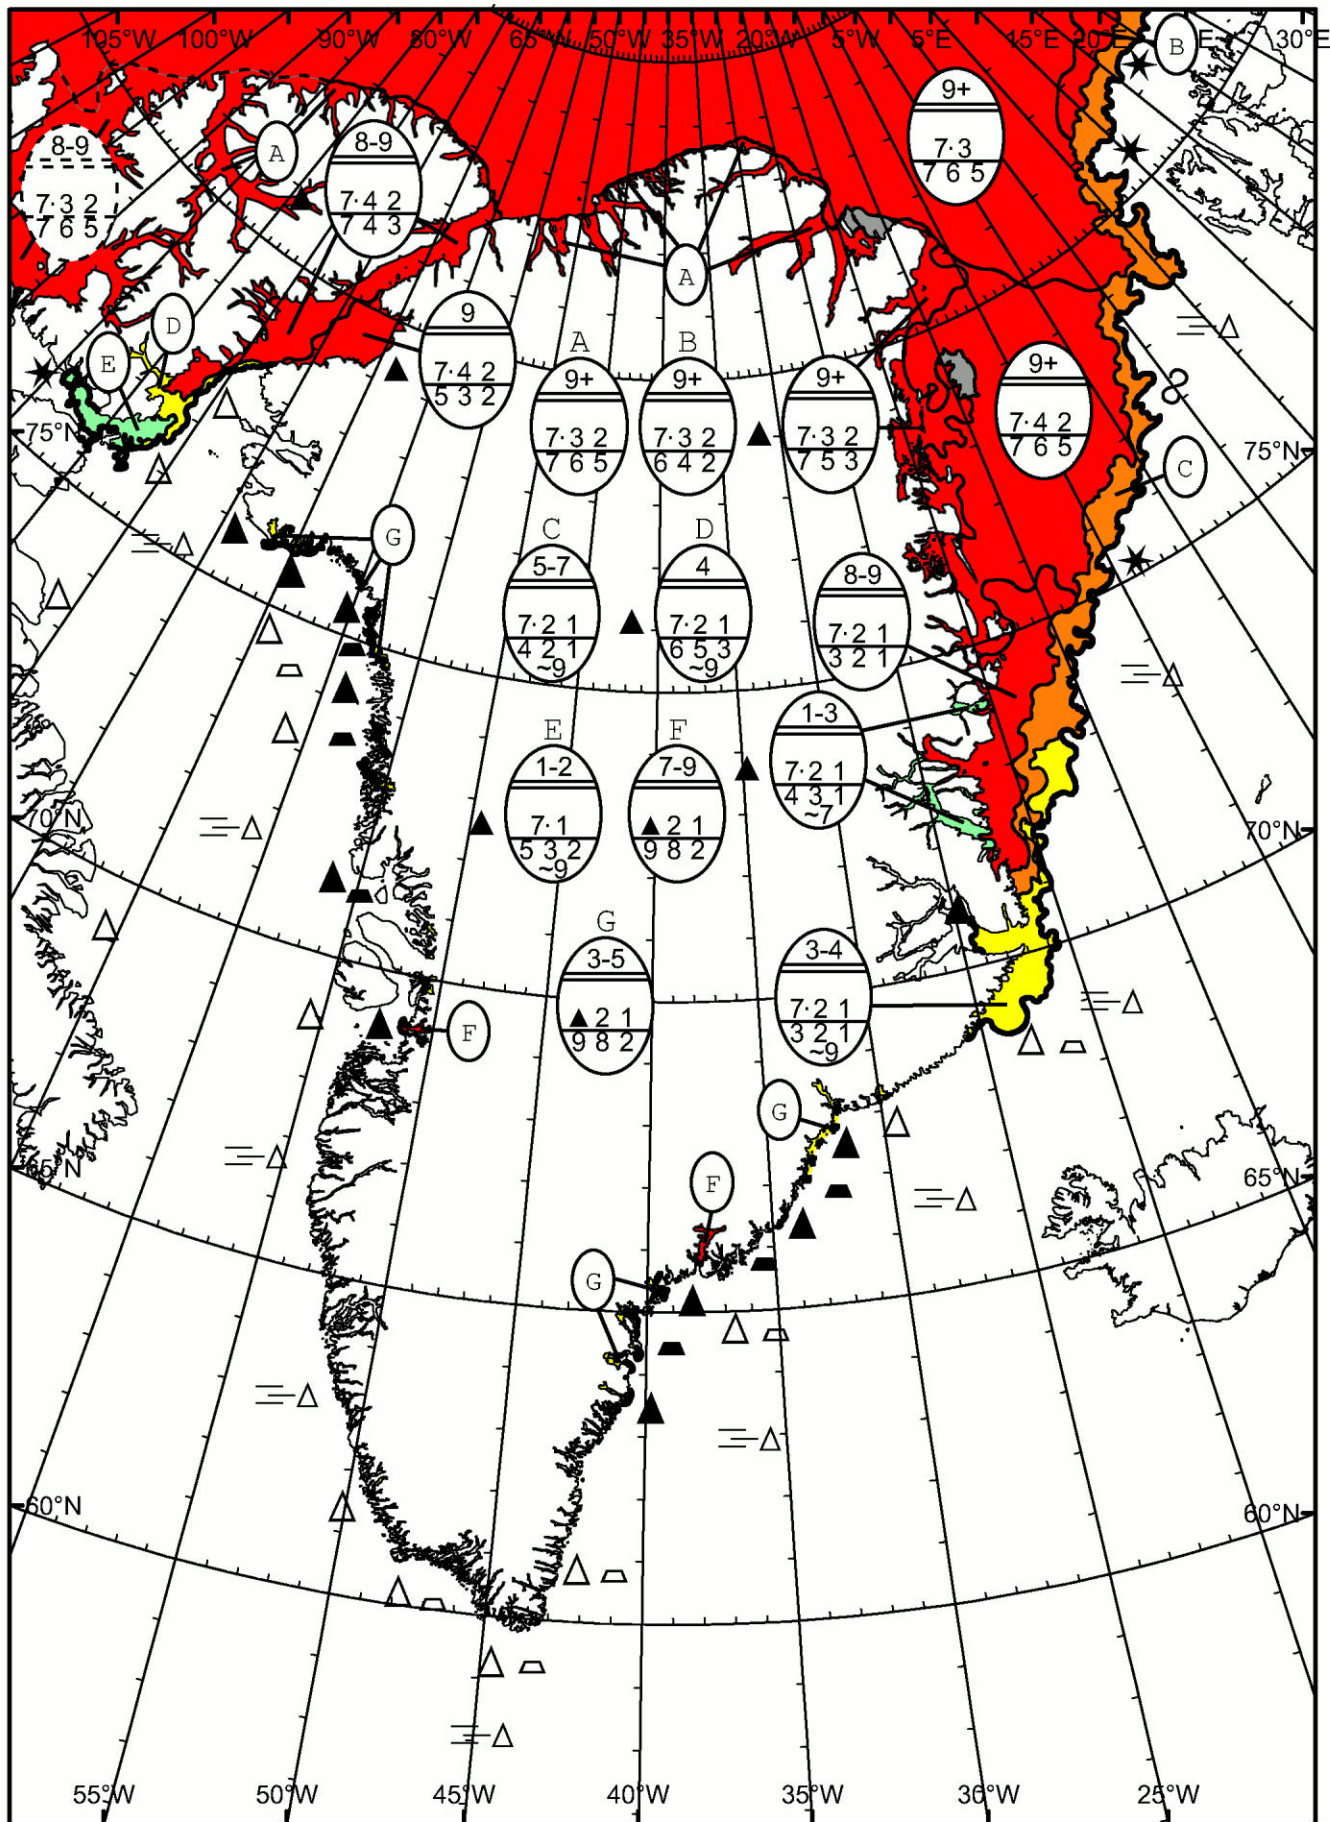 105°W 100°W 90°W 80°W 65°W 50°W 35°W 20°W 5°W 5°E 15°E 20°E 30°E
B
9+
7·3
7 6 5
8-9
7·3 2
7 6 5
A
8-9
7·4 2
7 4 3
A
D
E
9
7·4 2
5 3 2
A
9+
7·3 2
7 6 5
B
9+
7·3 2
6 4 2
9+
7·3 2
7 5 3
9+
7·4 2
7 6 5
75°N
75°N
C
G
C
5-7
7·2 1
4 2 1
~9
D
4
7·2 1
6 5 3
~9
8-9
7·2 1
3 2 1
1-3
7·2 1
4 3 1
~7
E
1-2
7·1
5 3 2
~9
F
7-9
▲2 1
9 8 2
70°N
70°N
G
3-5
▲2 1
9 8 2
3-4
7·2 1
3 2 1
~9
F
G
65°N
65°N
F
G
60°N
60°N
55°W 50°W 45°W 40°W 35°W 30°W 25°W